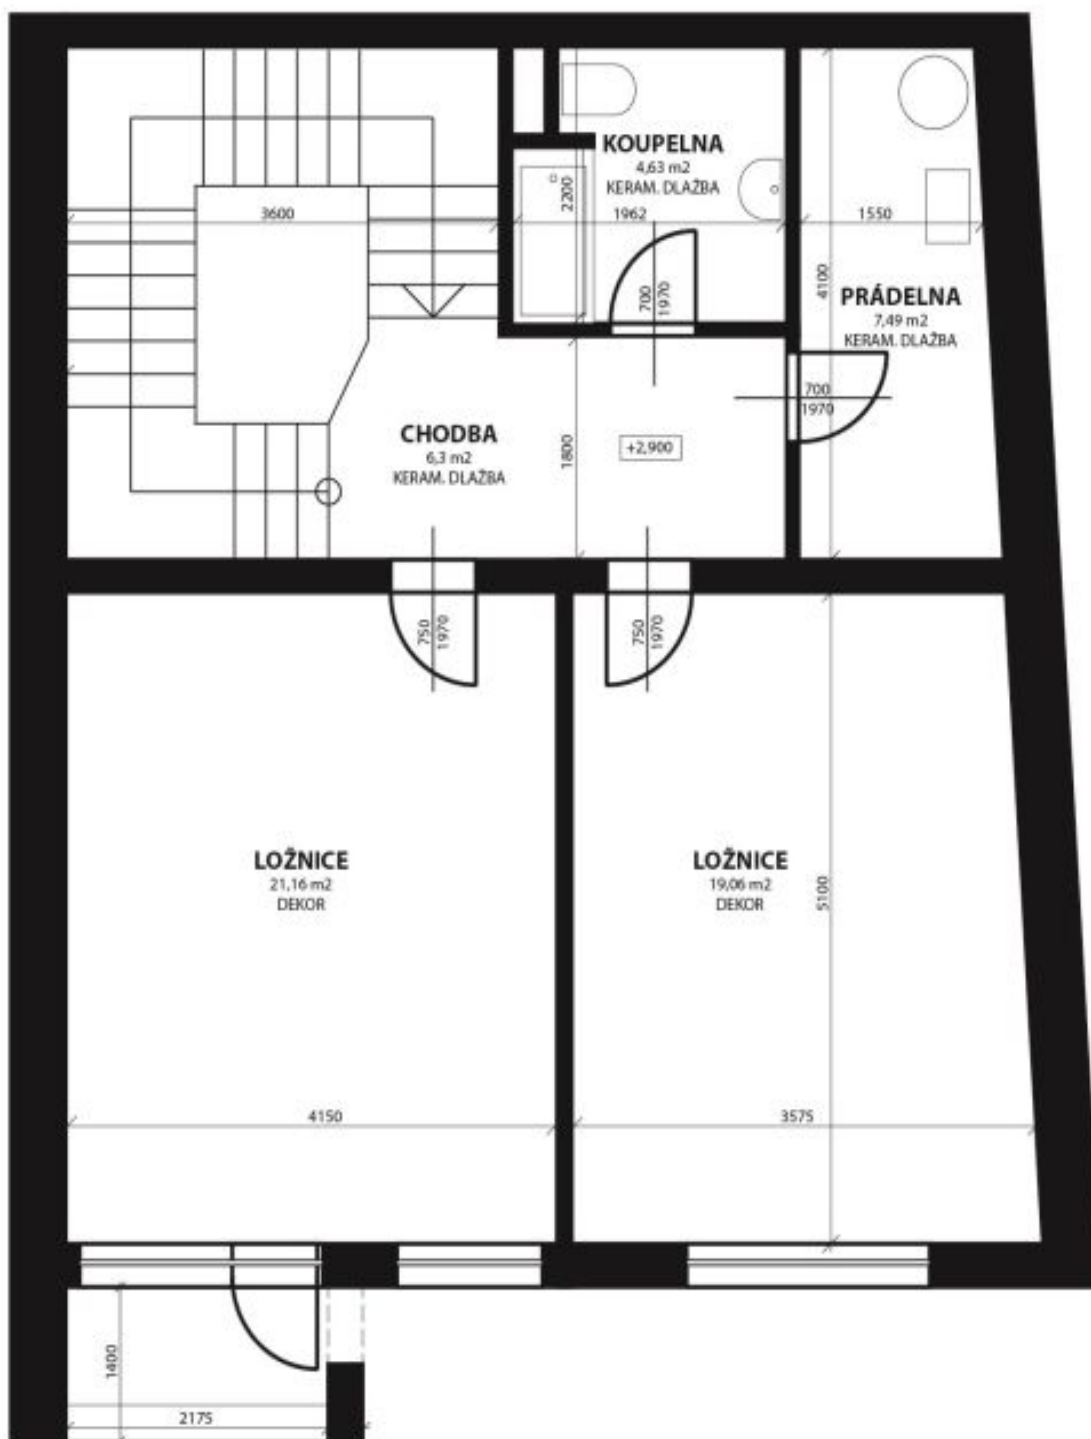 KOUPELNA
4,63 m2
KERAM. DLAŽBA
2200
3600
1962
1550
700
1970
4100
PRÁDELNA
7,49 m2
KERAM. DLAŽBA
700
1970
CHODBA
6,3 m2
KERAM. DLAŽBA
1800
+2,900
750
1970
750
1970
LOŽNICE
21,16 m2
DEKOR
LOŽNICE
19,06 m2
DEKOR
5100
4150
3575
1400
2175